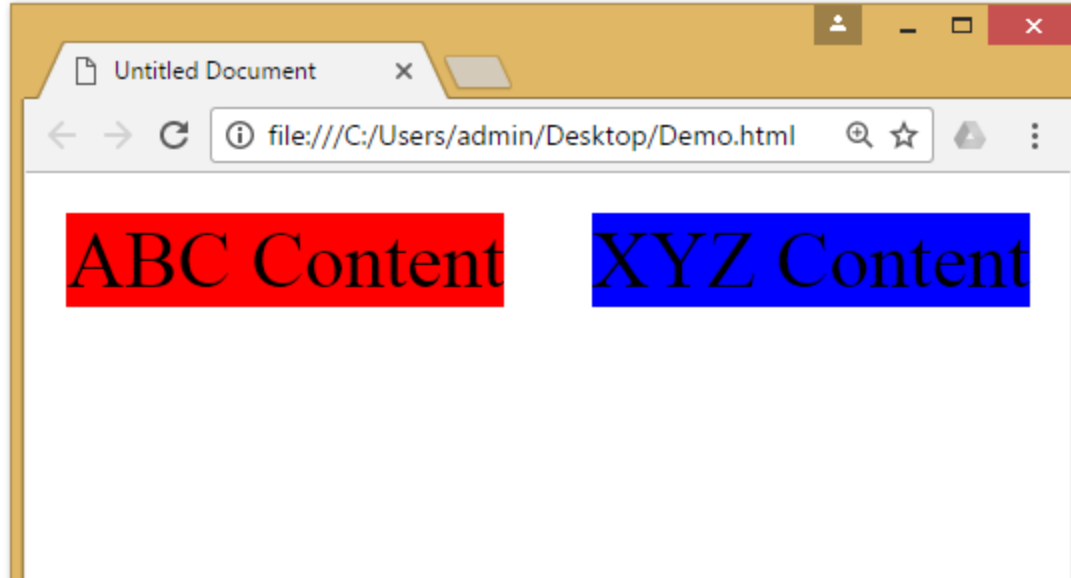 Untitled Document
file:///C:/Users/admin/Desktop/Demo.html
ABC Content XYZ Content